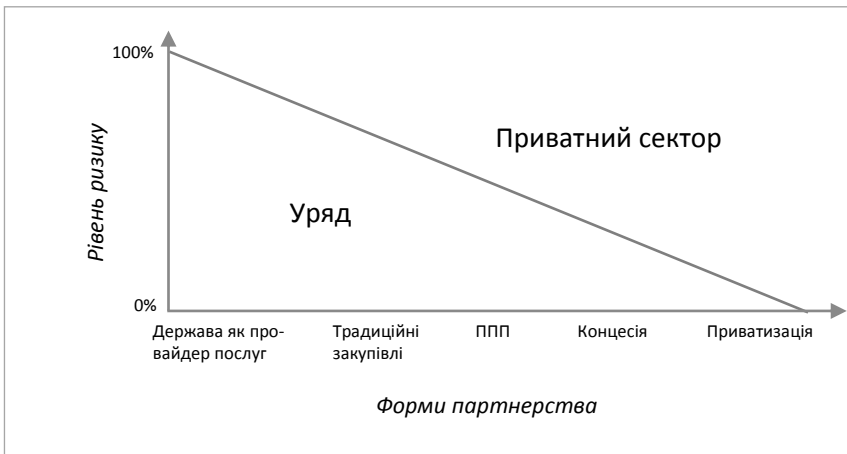 100%
Приватний сектор
Рівень ризику
Уряд
0%
Держава як про-
вайдер послуг
Традиційні
закупівлі
ППП
Концесія
Приватизація
Форми партнерства